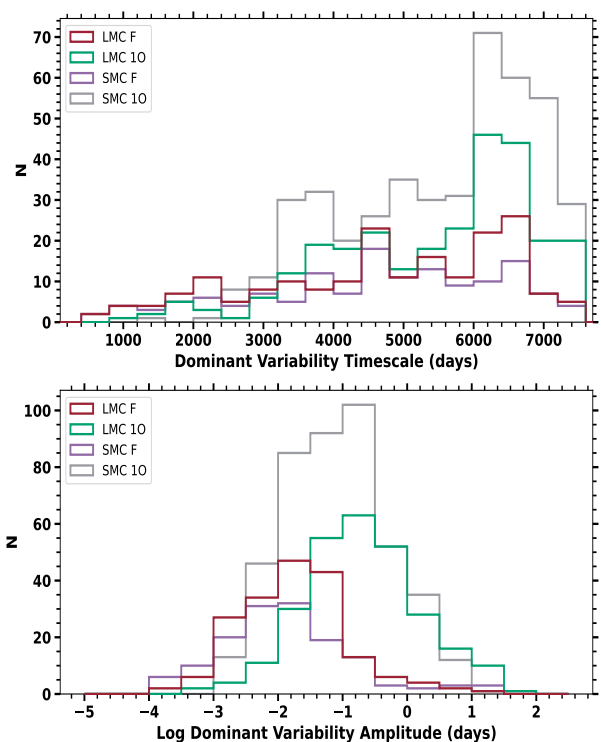 70
60
50
40
30
20
10
0
N
LMC F
LMC 1O
SMC F
SMC 1O
1000 2000 3000 4000 5000 6000 7000
Dominant Variability Timescale (days)
100
80
60
40
20
0
N
LMC F
LMC 1O
SMC F
SMC 1O
−5 −4 −3 −2 −1 0 1 2
Log Dominant Variability Amplitude (days)